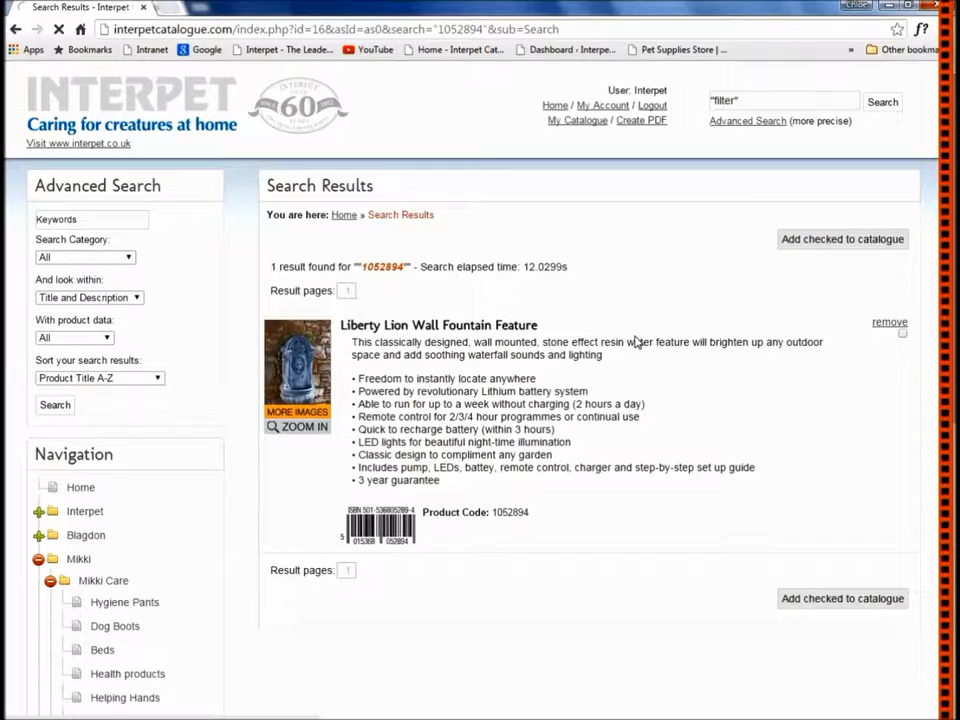 Search Results - Interpet
Chloe
interpetcatalogue.com/index.php?id=16&asId=as0&search="1052894"&sub=Search
Apps Bookmarks Intranet Google Interpet - The Leade... YouTube Home - Interpet Cat... Dashboard ‹ Interpe... Pet Supplies Store |... » Other bookma
INTERPET
Caring for creatures at home
Visit www.interpet.co.uk
60
User: Interpet
Home / My Account / Logout
My Catalogue / Create PDF
"filter" Search
Advanced Search (more precise)
Advanced Search
Keywords
Search Category:
All
And look within:
Title and Description
With product data:
All
Sort your search results:
Product Title A-Z
Search
Navigation
Home
Interpet
Blagdon
Mikki
Mikki Care
Hygiene Pants
Dog Boots
Beds
Health products
Helping Hands
Search Results
You are here: Home » Search Results
Add checked to catalogue
1 result found for ""1052894"" - Search elapsed time: 12.0299s
Result pages: 1
MORE IMAGES
ZOOM IN
Liberty Lion Wall Fountain Feature
remove
This classically designed, wall mounted, stone effect resin water feature will brighten up any outdoor
space and add soothing waterfall sounds and lighting
• Freedom to instantly locate anywhere
• Powered by revolutionary Lithium battery system
• Able to run for up to a week without charging (2 hours a day)
• Remote control for 2/3/4 hour programmes or continual use
• Quick to recharge battery (within 3 hours)
• LED lights for beautiful night-time illumination
• Classic design to compliment any garden
• Includes pump, LEDs, battey, remote control, charger and step-by-step set up guide
• 3 year guarantee
ISBN 501-536805289-4
5 015368 052894
Product Code: 1052894
Result pages: 1
Add checked to catalogue